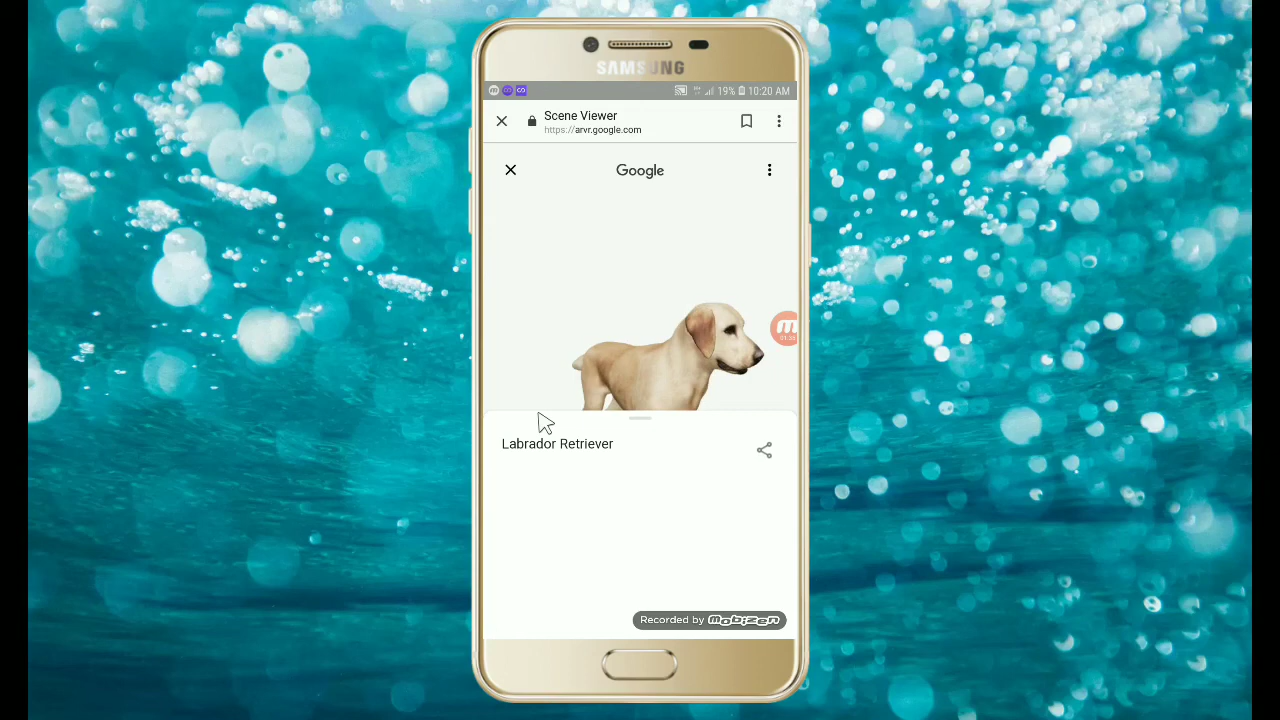 SAMSUNG
19% 10:20 AM
Scene Viewer
https://arvr.google.com
Google
Labrador Retriever
Recorded by mobizen